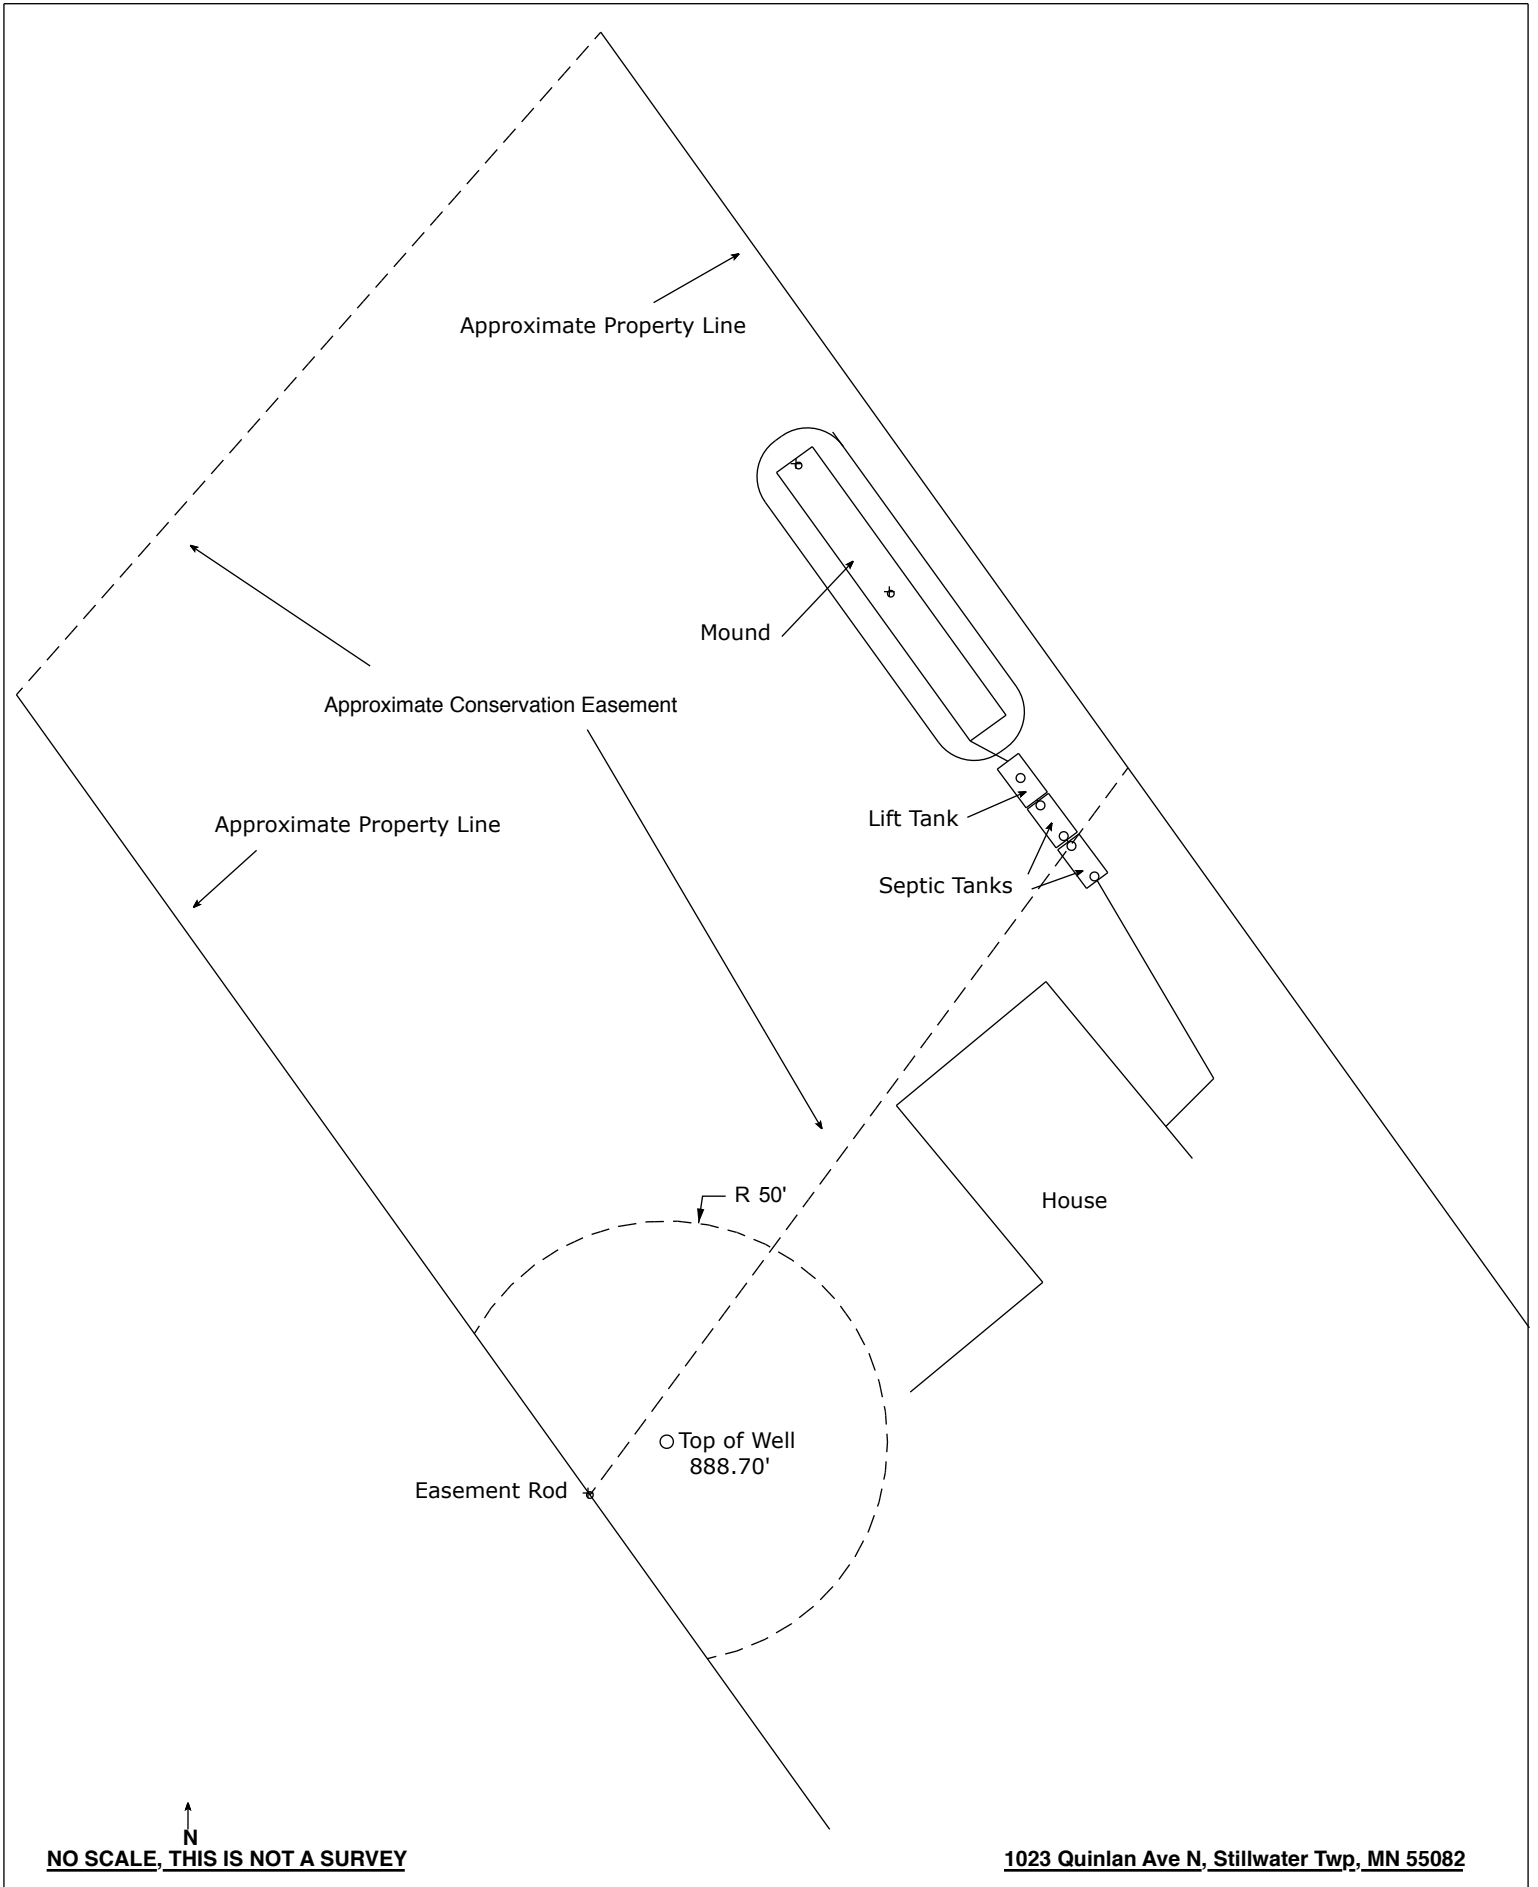 Approximate Property Line
Mound
Approximate Conservation Easement
Lift Tank
Approximate Property Line
Septic Tanks
R 50'
House
Top of Well
888.70'
Easement Rod
N
NO SCALE, THIS IS NOT A SURVEY
1023 Quinlan Ave N, Stillwater Twp, MN 55082